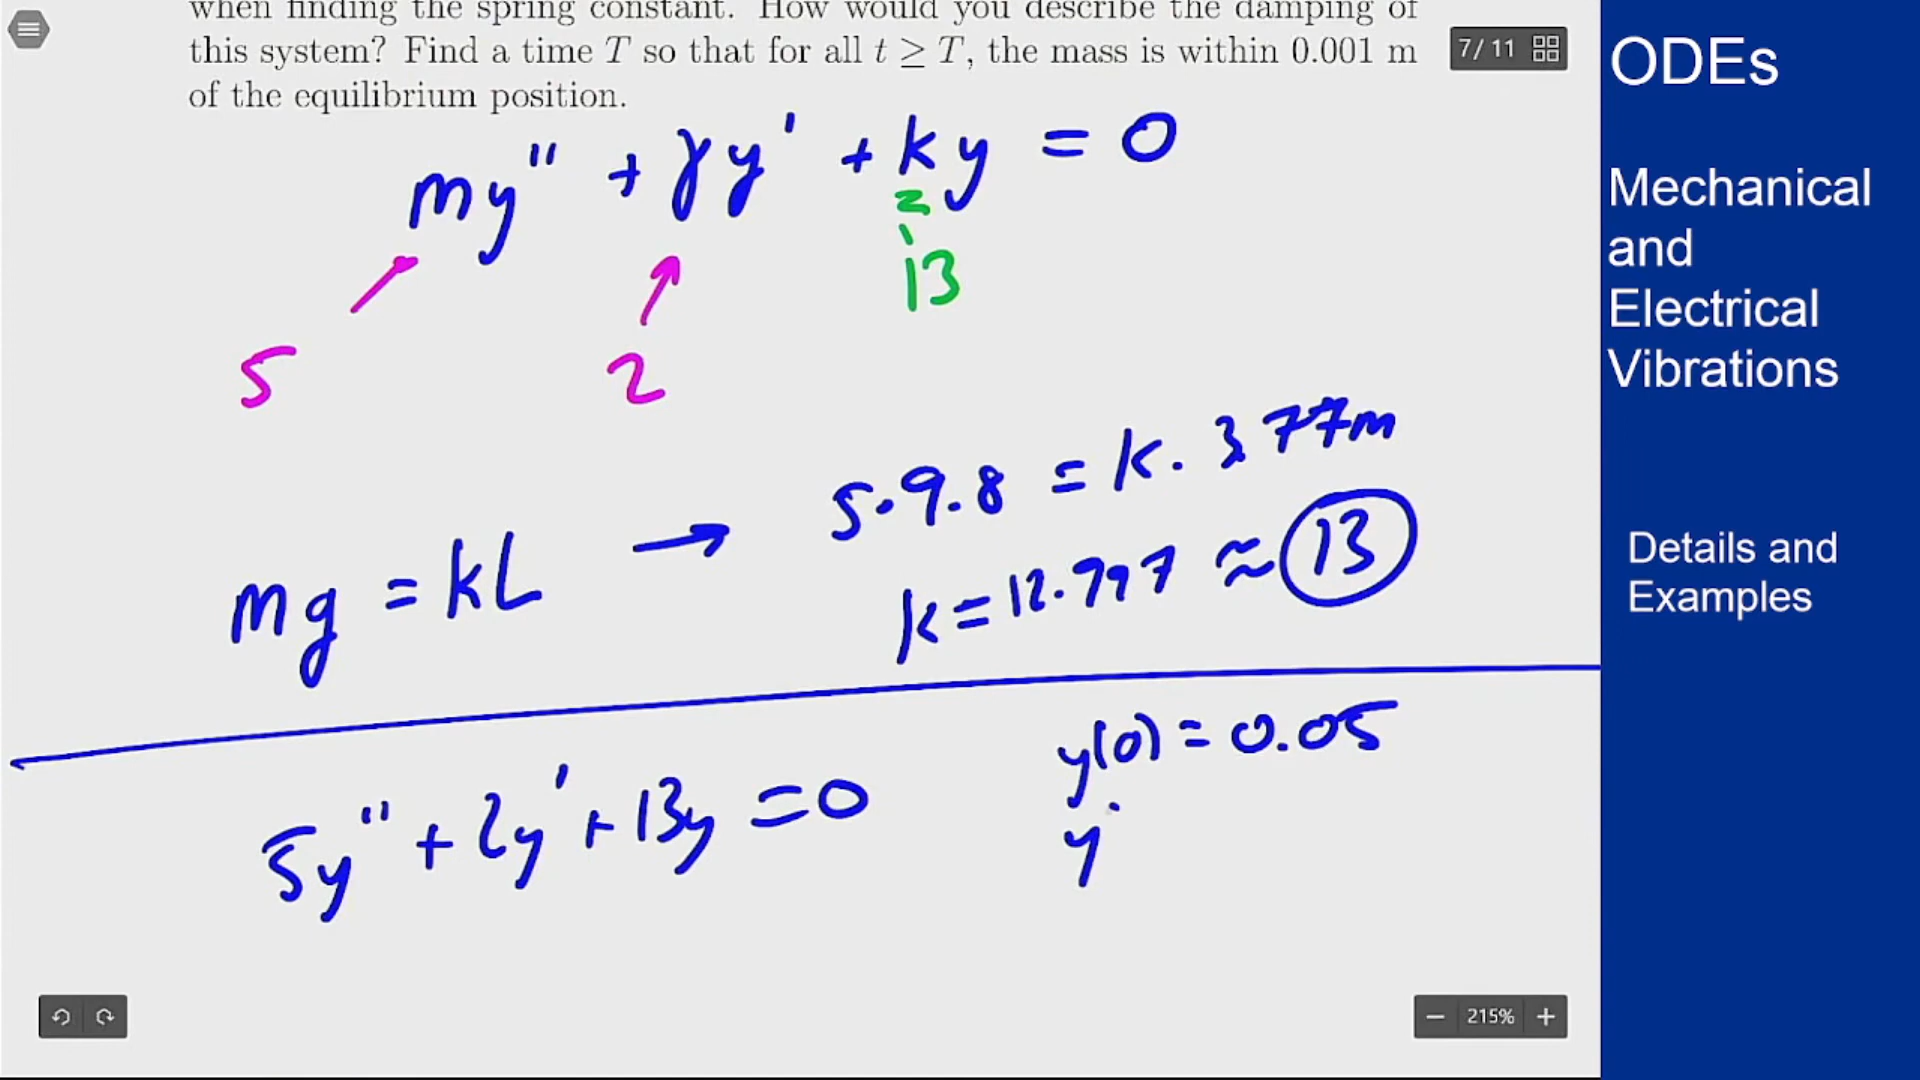 when finding the spring constant. How would you describe the damping of
this system? Find a time T so that for all t ≥ T, the mass is within 0.001 m
of the equilibrium position.
7/ 11
my'' + γy' + ky = 0
5
2
13
mg = kL → 5·9.8 = k. 3.77m
k = 12.797 ≈ 13
5y'' + 2y' + 13y = 0
y(0) = 0.05
y'
215%
ODEs
Mechanical
and
Electrical
Vibrations
Details and
Examples